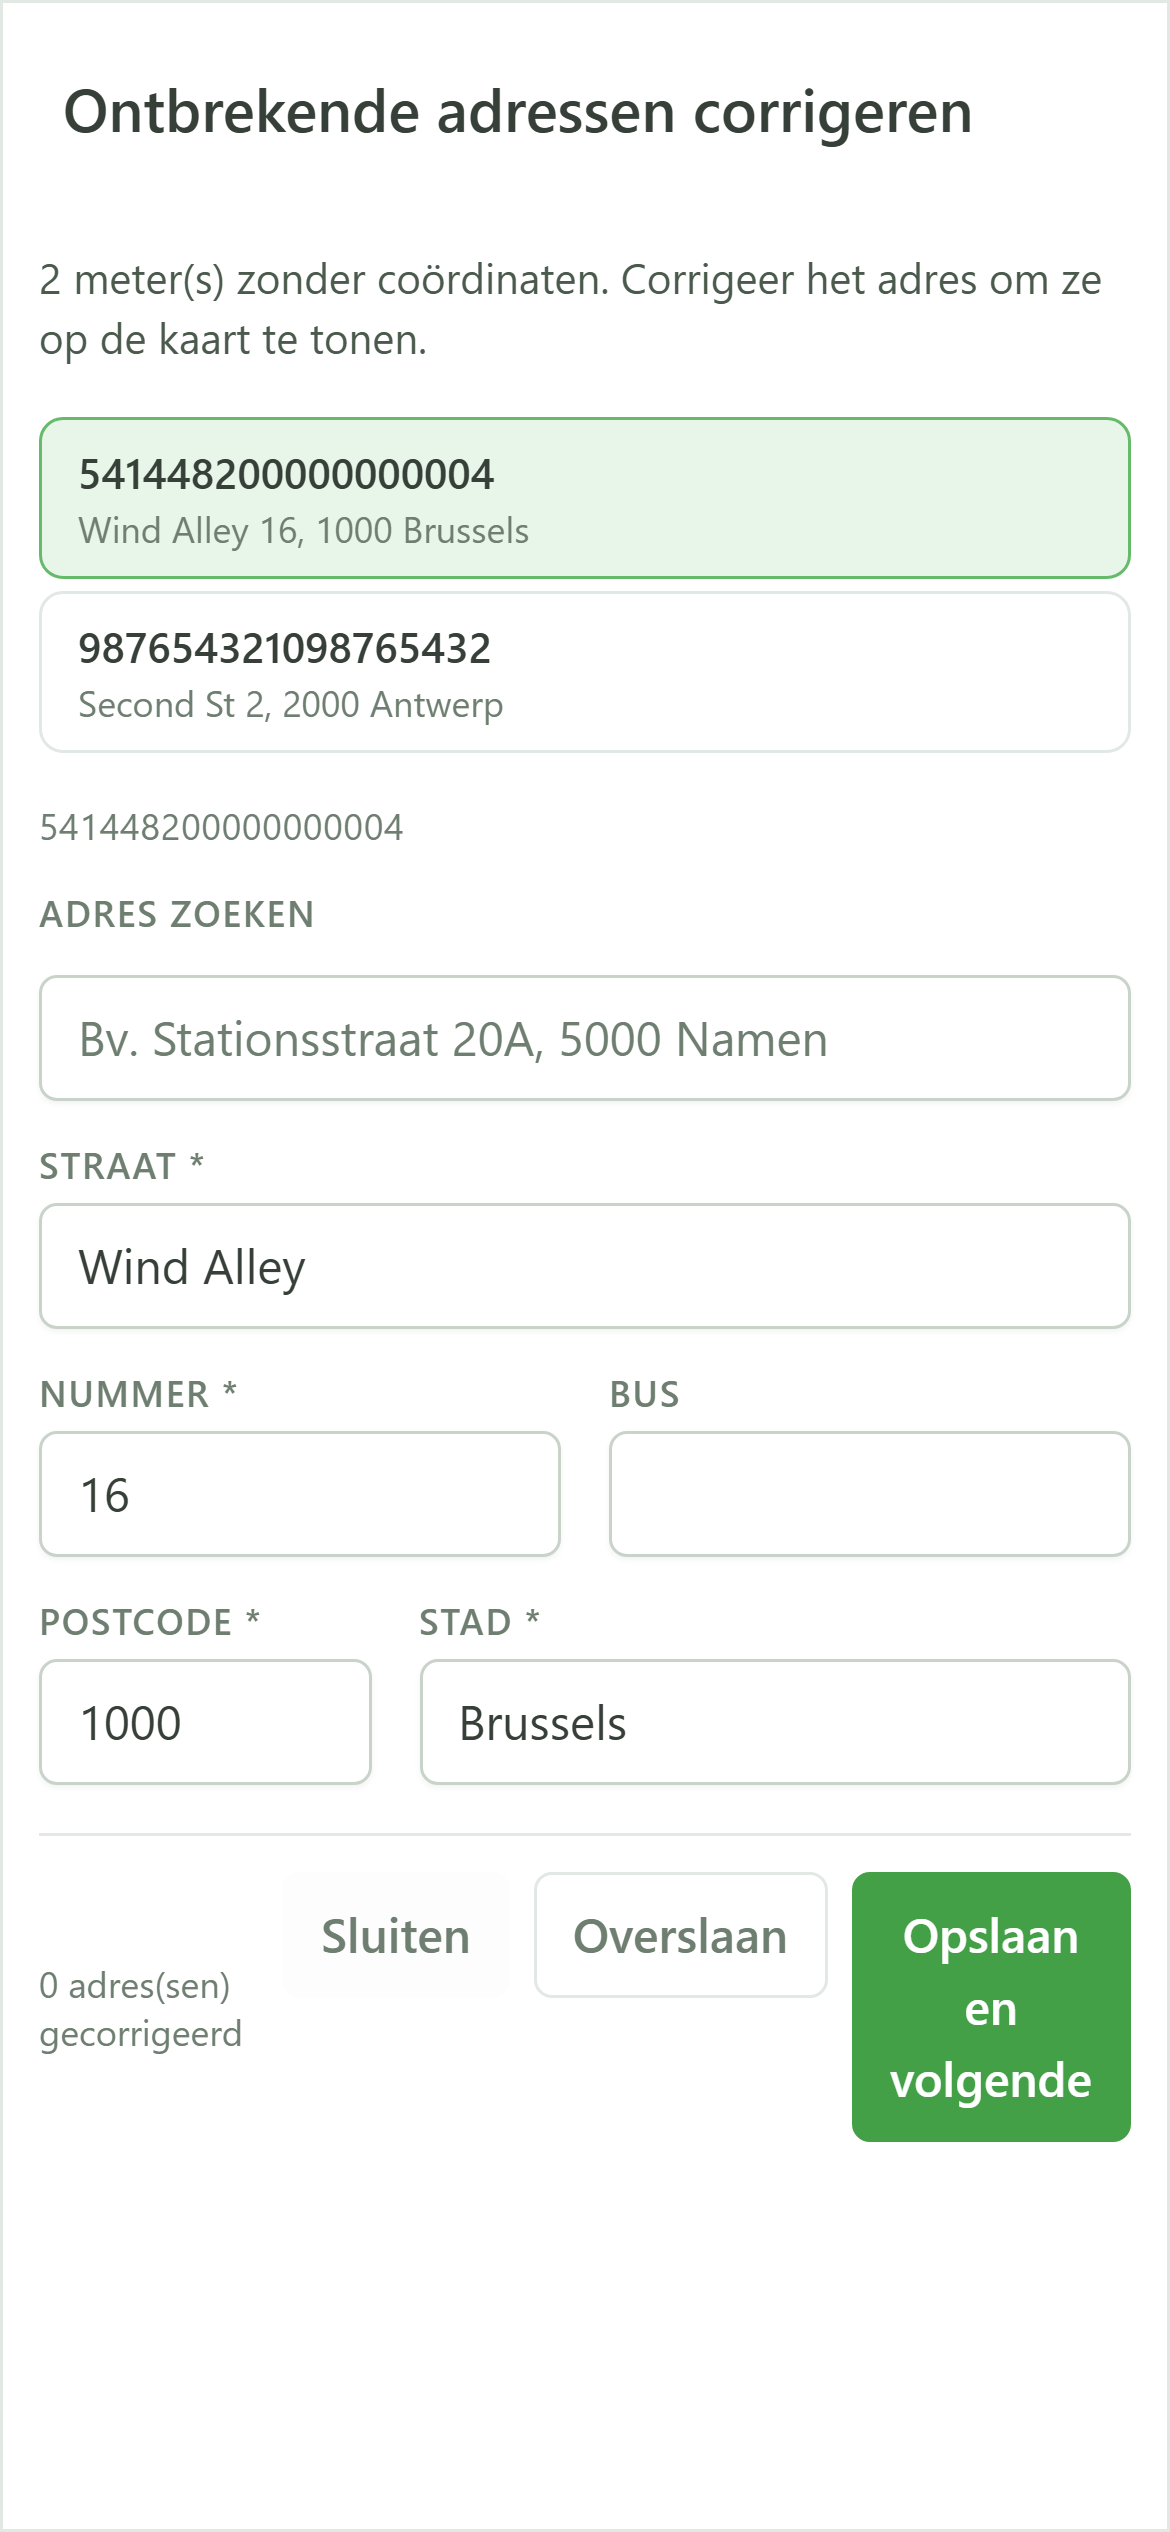 Ontbrekende adressen corrigeren
2 meter(s) zonder coördinaten. Corrigeer het adres om ze
op de kaart te tonen.
541448200000000004
Wind Alley 16, 1000 Brussels
987654321098765432
Second St 2, 2000 Antwerp
541448200000000004
ADRES ZOEKEN
Bv. Stationsstraat 20A, 5000 Namen
STRAAT *
Wind Alley
NUMMER *
BUS
16
POSTCODE *
STAD *
1000
Brussels
0 adres(sen)
gecorrigeerd
Sluiten
Overslaan
Opslaan
en
volgende